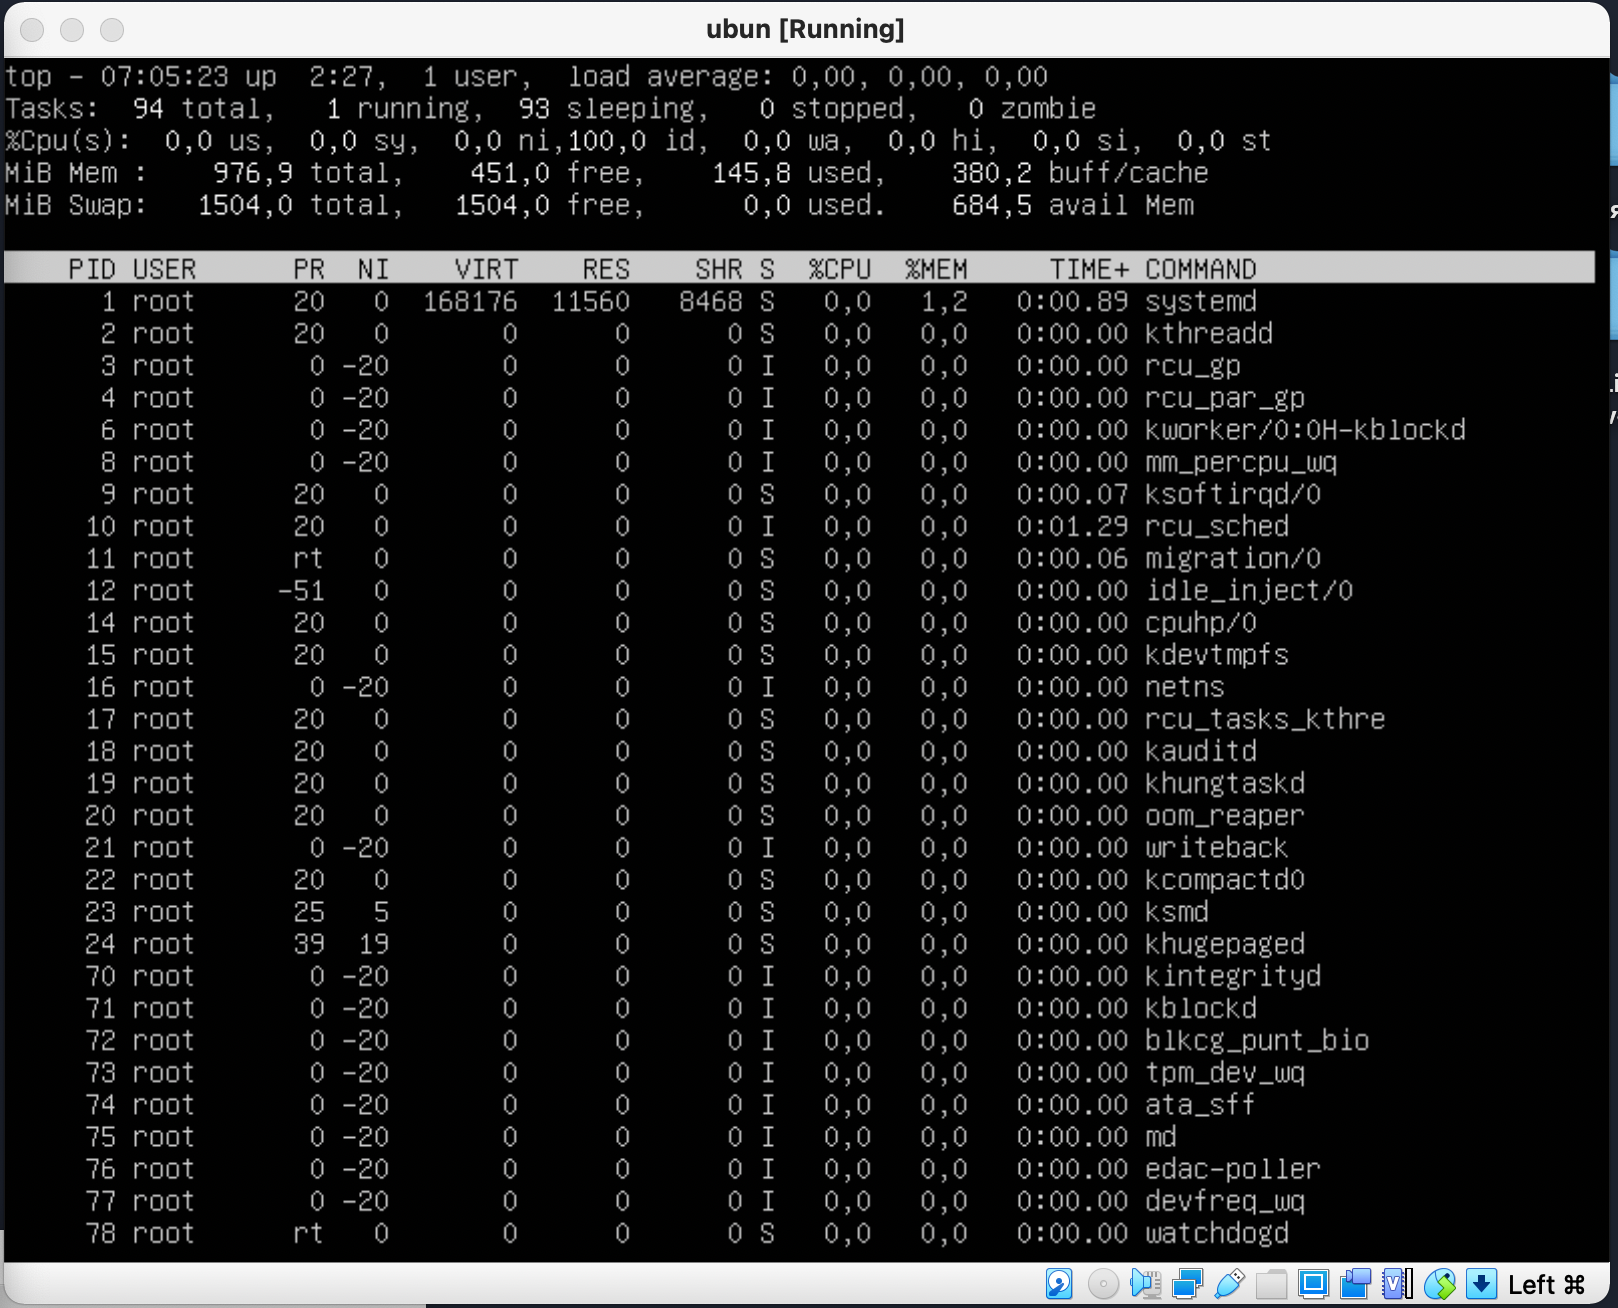 ubun [Running]
top - 07:05:23 up  2:27,  1 user,  load average: 0,00, 0,00, 0,00
Tasks:  94 total,   1 running,  93 sleeping,   0 stopped,   0 zombie
%Cpu(s):  0,0 us,  0,0 sy,  0,0 ni,100,0 id,  0,0 wa,  0,0 hi,  0,0 si,  0,0 st
MiB Mem :    976,9 total,    451,0 free,    145,8 used,    380,2 buff/cache
MiB Swap:   1504,0 total,   1504,0 free,      0,0 used.    684,5 avail Mem
PID USER      PR  NI    VIRT    RES    SHR S  %CPU  %MEM     TIME+ COMMAND
1 root      20   0  168176  11560   8468 S   0,0   1,2   0:00.89 systemd
2 root      20   0       0      0      0 S   0,0   0,0   0:00.00 kthreadd
3 root       0 -20       0      0      0 I   0,0   0,0   0:00.00 rcu_gp
4 root       0 -20       0      0      0 I   0,0   0,0   0:00.00 rcu_par_gp
6 root       0 -20       0      0      0 I   0,0   0,0   0:00.00 kworker/0:0H-kblockd
8 root       0 -20       0      0      0 I   0,0   0,0   0:00.00 mm_percpu_wq
9 root      20   0       0      0      0 S   0,0   0,0   0:00.07 ksoftirqd/0
10 root      20   0       0      0      0 I   0,0   0,0   0:01.29 rcu_sched
11 root      rt   0       0      0      0 S   0,0   0,0   0:00.06 migration/0
12 root     -51   0       0      0      0 S   0,0   0,0   0:00.00 idle_inject/0
14 root      20   0       0      0      0 S   0,0   0,0   0:00.00 cpuhp/0
15 root      20   0       0      0      0 S   0,0   0,0   0:00.00 kdevtmpfs
16 root       0 -20       0      0      0 I   0,0   0,0   0:00.00 netns
17 root      20   0       0      0      0 S   0,0   0,0   0:00.00 rcu_tasks_kthre
18 root      20   0       0      0      0 S   0,0   0,0   0:00.00 kauditd
19 root      20   0       0      0      0 S   0,0   0,0   0:00.00 khungtaskd
20 root      20   0       0      0      0 S   0,0   0,0   0:00.00 oom_reaper
21 root       0 -20       0      0      0 I   0,0   0,0   0:00.00 writeback
22 root      20   0       0      0      0 S   0,0   0,0   0:00.00 kcompactd0
23 root      25   5       0      0      0 S   0,0   0,0   0:00.00 ksmd
24 root      39  19       0      0      0 S   0,0   0,0   0:00.00 khugepaged
70 root       0 -20       0      0      0 I   0,0   0,0   0:00.00 kintegrityd
71 root       0 -20       0      0      0 I   0,0   0,0   0:00.00 kblockd
72 root       0 -20       0      0      0 I   0,0   0,0   0:00.00 blkcg_punt_bio
73 root       0 -20       0      0      0 I   0,0   0,0   0:00.00 tpm_dev_wq
74 root       0 -20       0      0      0 I   0,0   0,0   0:00.00 ata_sff
75 root       0 -20       0      0      0 I   0,0   0,0   0:00.00 md
76 root       0 -20       0      0      0 I   0,0   0,0   0:00.00 edac-poller
77 root       0 -20       0      0      0 I   0,0   0,0   0:00.00 devfreq_wq
78 root      rt   0       0      0      0 S   0,0   0,0   0:00.00 watchdogd
Left ⌘